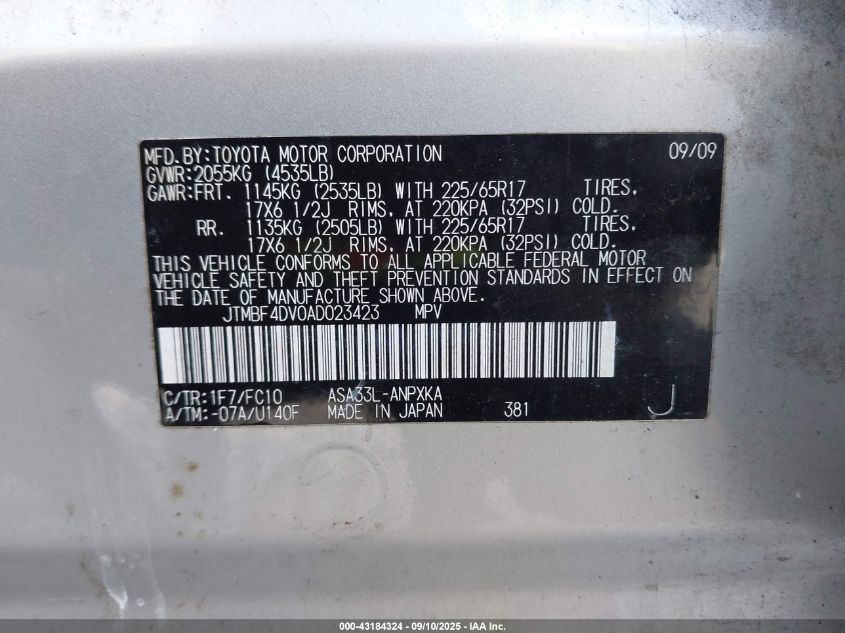 MFD. BY: TOYOTA MOTOR CORPORATION 09/09
GVWR: 2055KG (4535LB)
GAWR: FRT. 1145KG (2535LB) WITH 225/65R17 TIRES,
17X6 1/2J RIMS, AT 220KPA (32PSI) COLD.
RR. 1135KG (2505LB) WITH 225/65R17 TIRES,
17X6 1/2J RIMS, AT 220KPA (32PSI) COLD.
THIS VEHICLE CONFORMS TO ALL APPLICABLE FEDERAL MOTOR
VEHICLE SAFETY AND THEFT PREVENTION STANDARDS IN EFFECT ON
THE DATE OF MANUFACTURE SHOWN ABOVE.
JTMBF4DV0AD023423 MPV
C/TR: 1F7/FC10 ASA33L-ANPXKA
A/TM: -07A/U140F MADE IN JAPAN 381 J
000-43184324 - 09/10/2025 - IAA Inc.